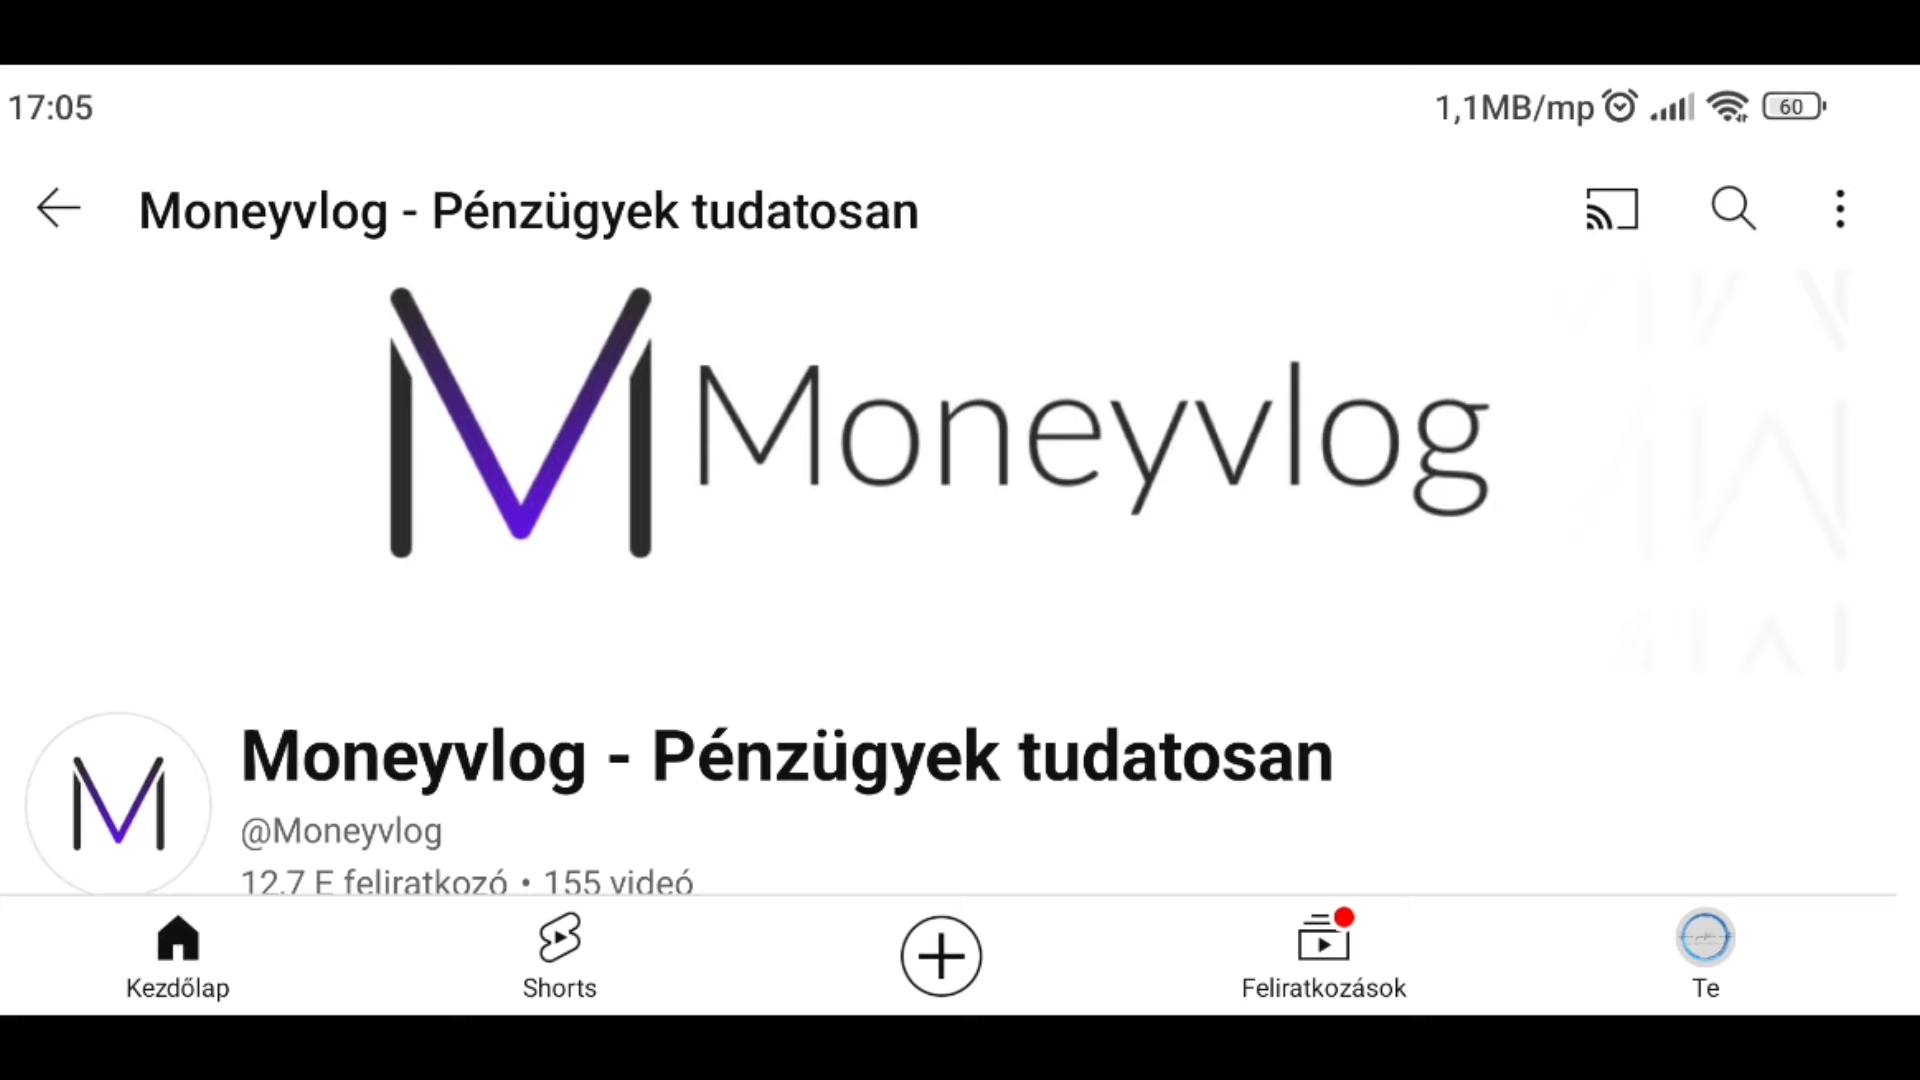 17:05
1,1MB/mp
60
Moneyvlog - Pénzügyek tudatosan
Moneyvlog
Moneyvlog - Pénzügyek tudatosan
@Moneyvlog
12,7 E feliratkozó • 155 videó
Kezdőlap
Shorts
Feliratkozások
Te